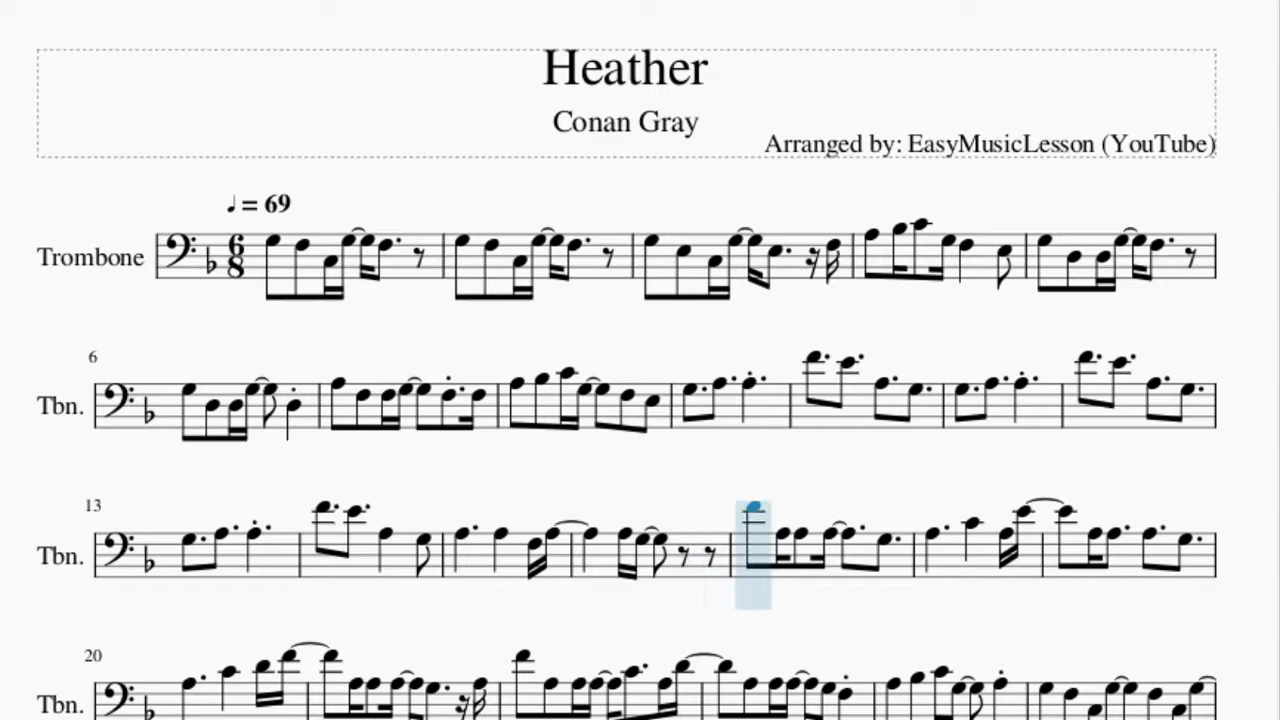 Heather
Conan Gray
Arranged by: EasyMusicLesson (YouTube)
♩ = 69
Trombone
6
8
6
Tbn.
13
Tbn.
20
Tbn.